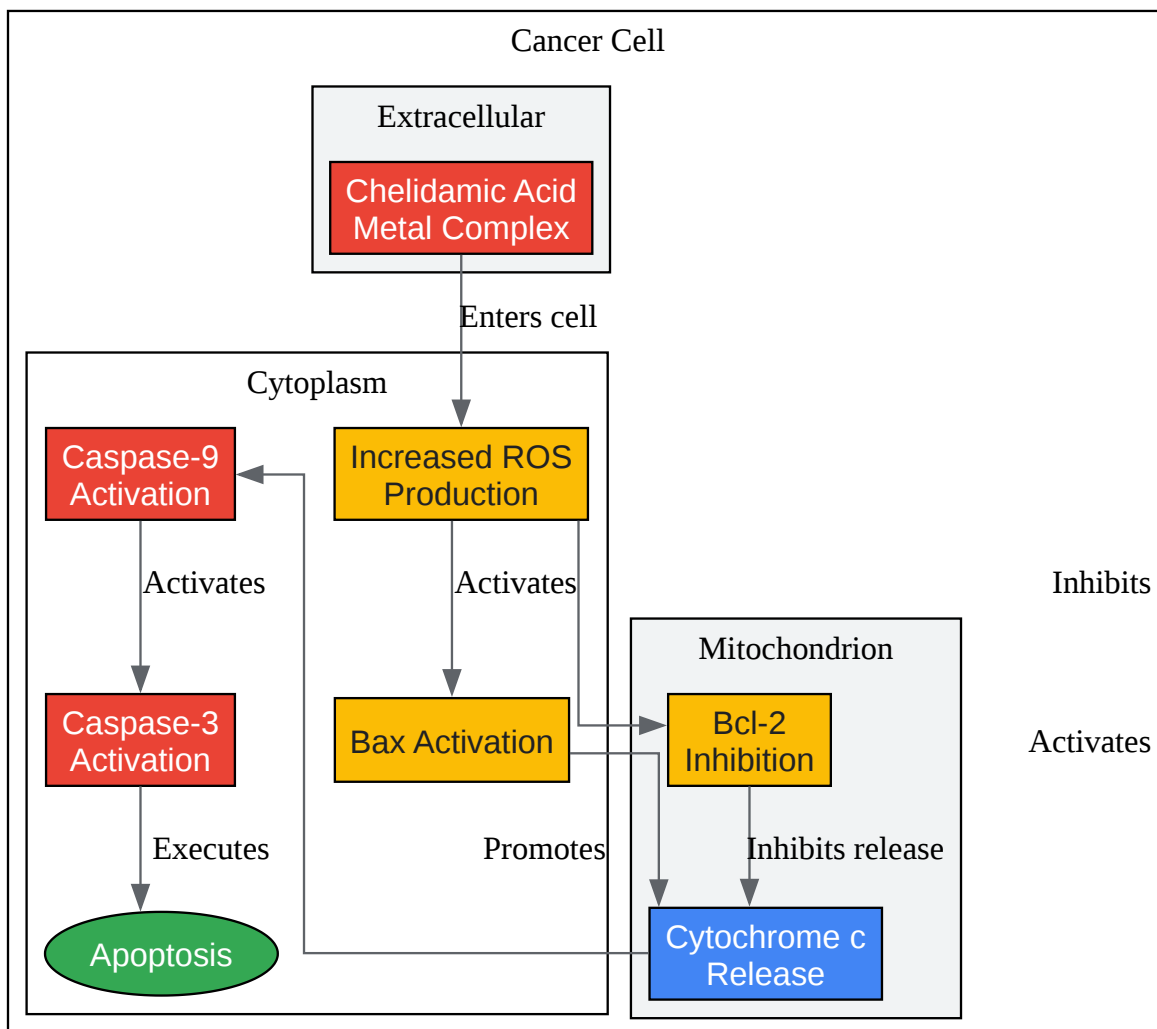 Cancer Cell
Extracellular
Chelidamic Acid
Metal Complex
Enters cell
Cytoplasm
Caspase-9
Activation
Increased ROS
Production
Activates
Activates
Inhibits
Mitochondrion
Caspase-3
Activation
Bax Activation
Bcl-2
Inhibition
Activates
Executes
Promotes
Inhibits release
Apoptosis
Cytochrome c
Release